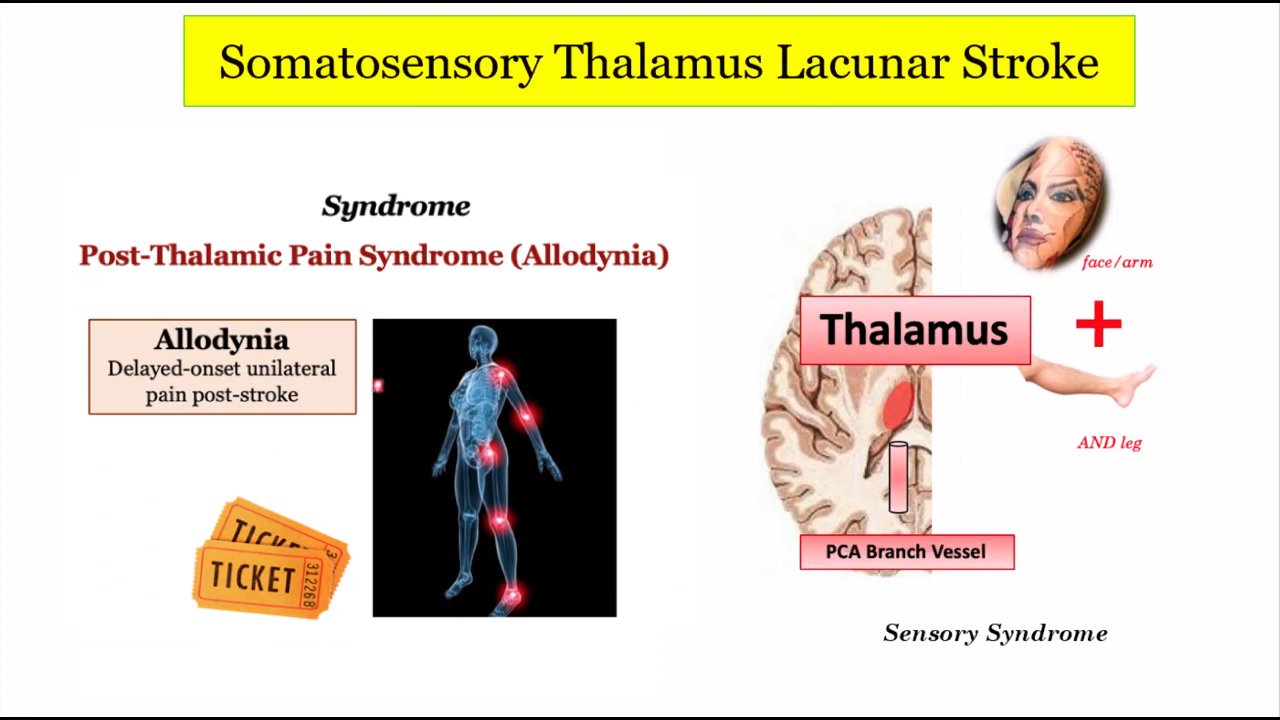 Somatosensory Thalamus Lacunar Stroke
Syndrome
Post-Thalamic Pain Syndrome (Allodynia)
Allodynia
Delayed-onset unilateral
pain post-stroke
TICKET
TICKET
312268
face/arm
Thalamus
+
AND leg
PCA Branch Vessel
Sensory Syndrome